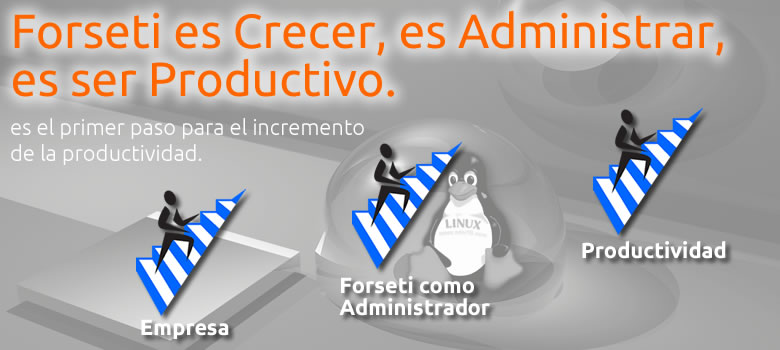 Forseti es Crecer, es Administrar,
es ser Productivo.
es el primer paso para el incremento
de la productividad.
LINUX
Productividad
Forseti como
Administrador
Empresa